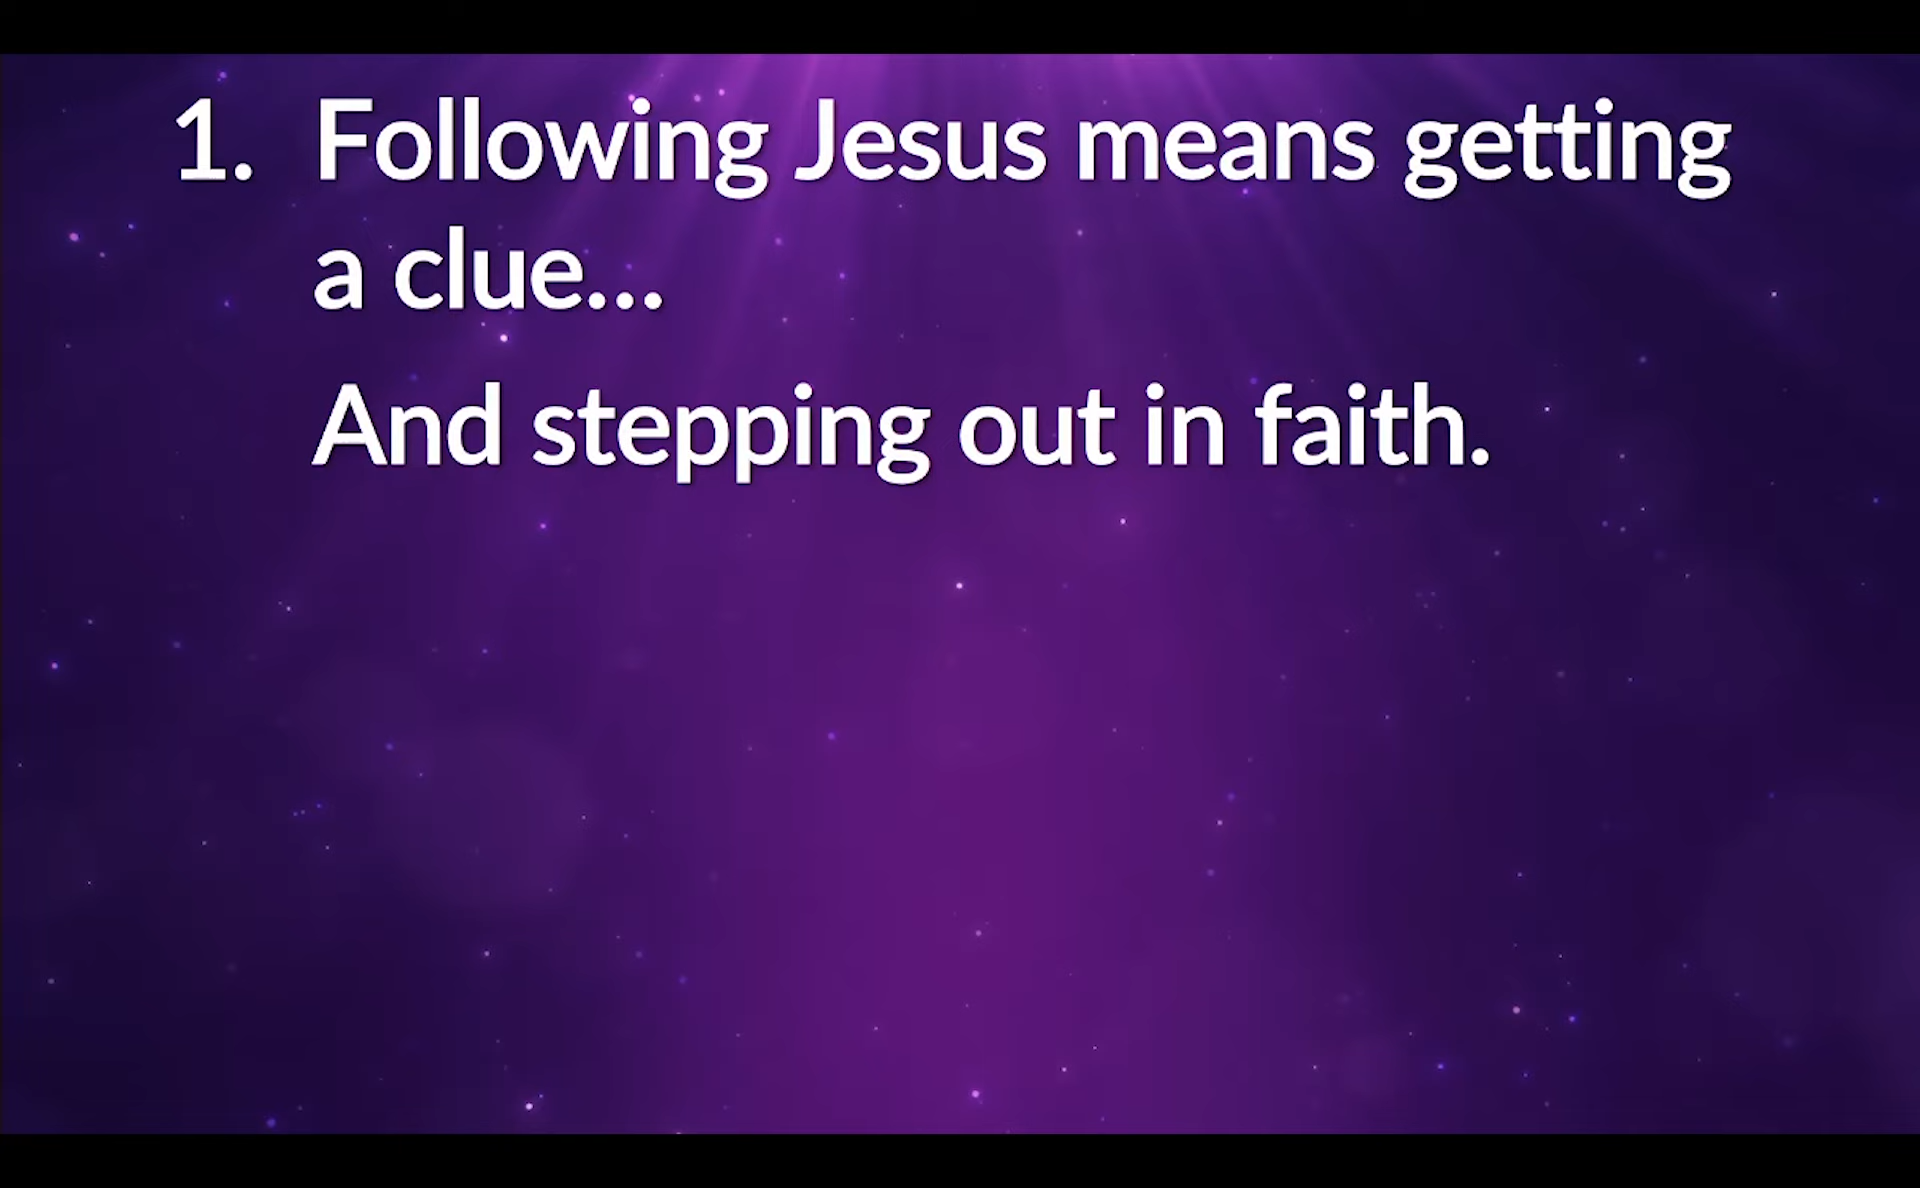 1. Following Jesus means getting
a clue...
And stepping out in faith.